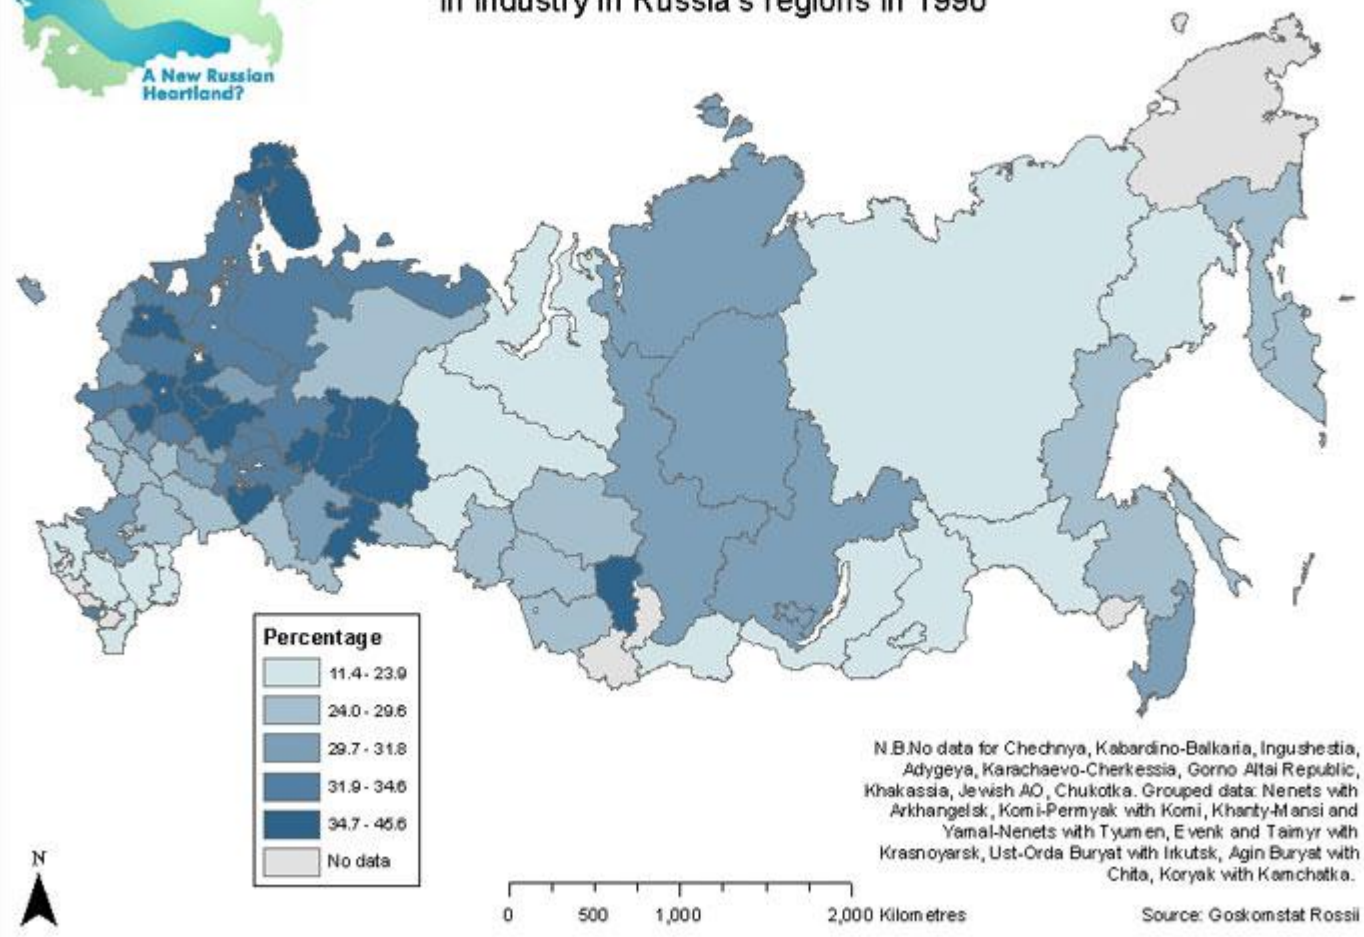 in industry in Russia's regions in 1990
A New Russian
Heartland?
Percentage
11.4 - 23.9
24.0 - 29.6
29.7 - 31.8
31.9 - 34.6
34.7 - 46.6
No data
N.B.No data for Chechnya, Kabardino-Balkaria, Ingushestia,
Adygeya, Karachaevo-Cherkessia, Gorno Altai Republic,
Khakassia, Jewish AO, Chukotka. Grouped data: Nenets with
Arkhangelsk, Komi-Permyak with Komi, Khanty-Mansi and
Yamal-Nenets with Tyumen, Evenk and Taimyr with
Krasnoyarsk, Ust-Orda Buryat with Irkutsk, Agin Buryat with
Chita, Koryak with Kamchatka.
N
0 500 1,000 2,000 Kilometres
Source: Goskomstat Rossii